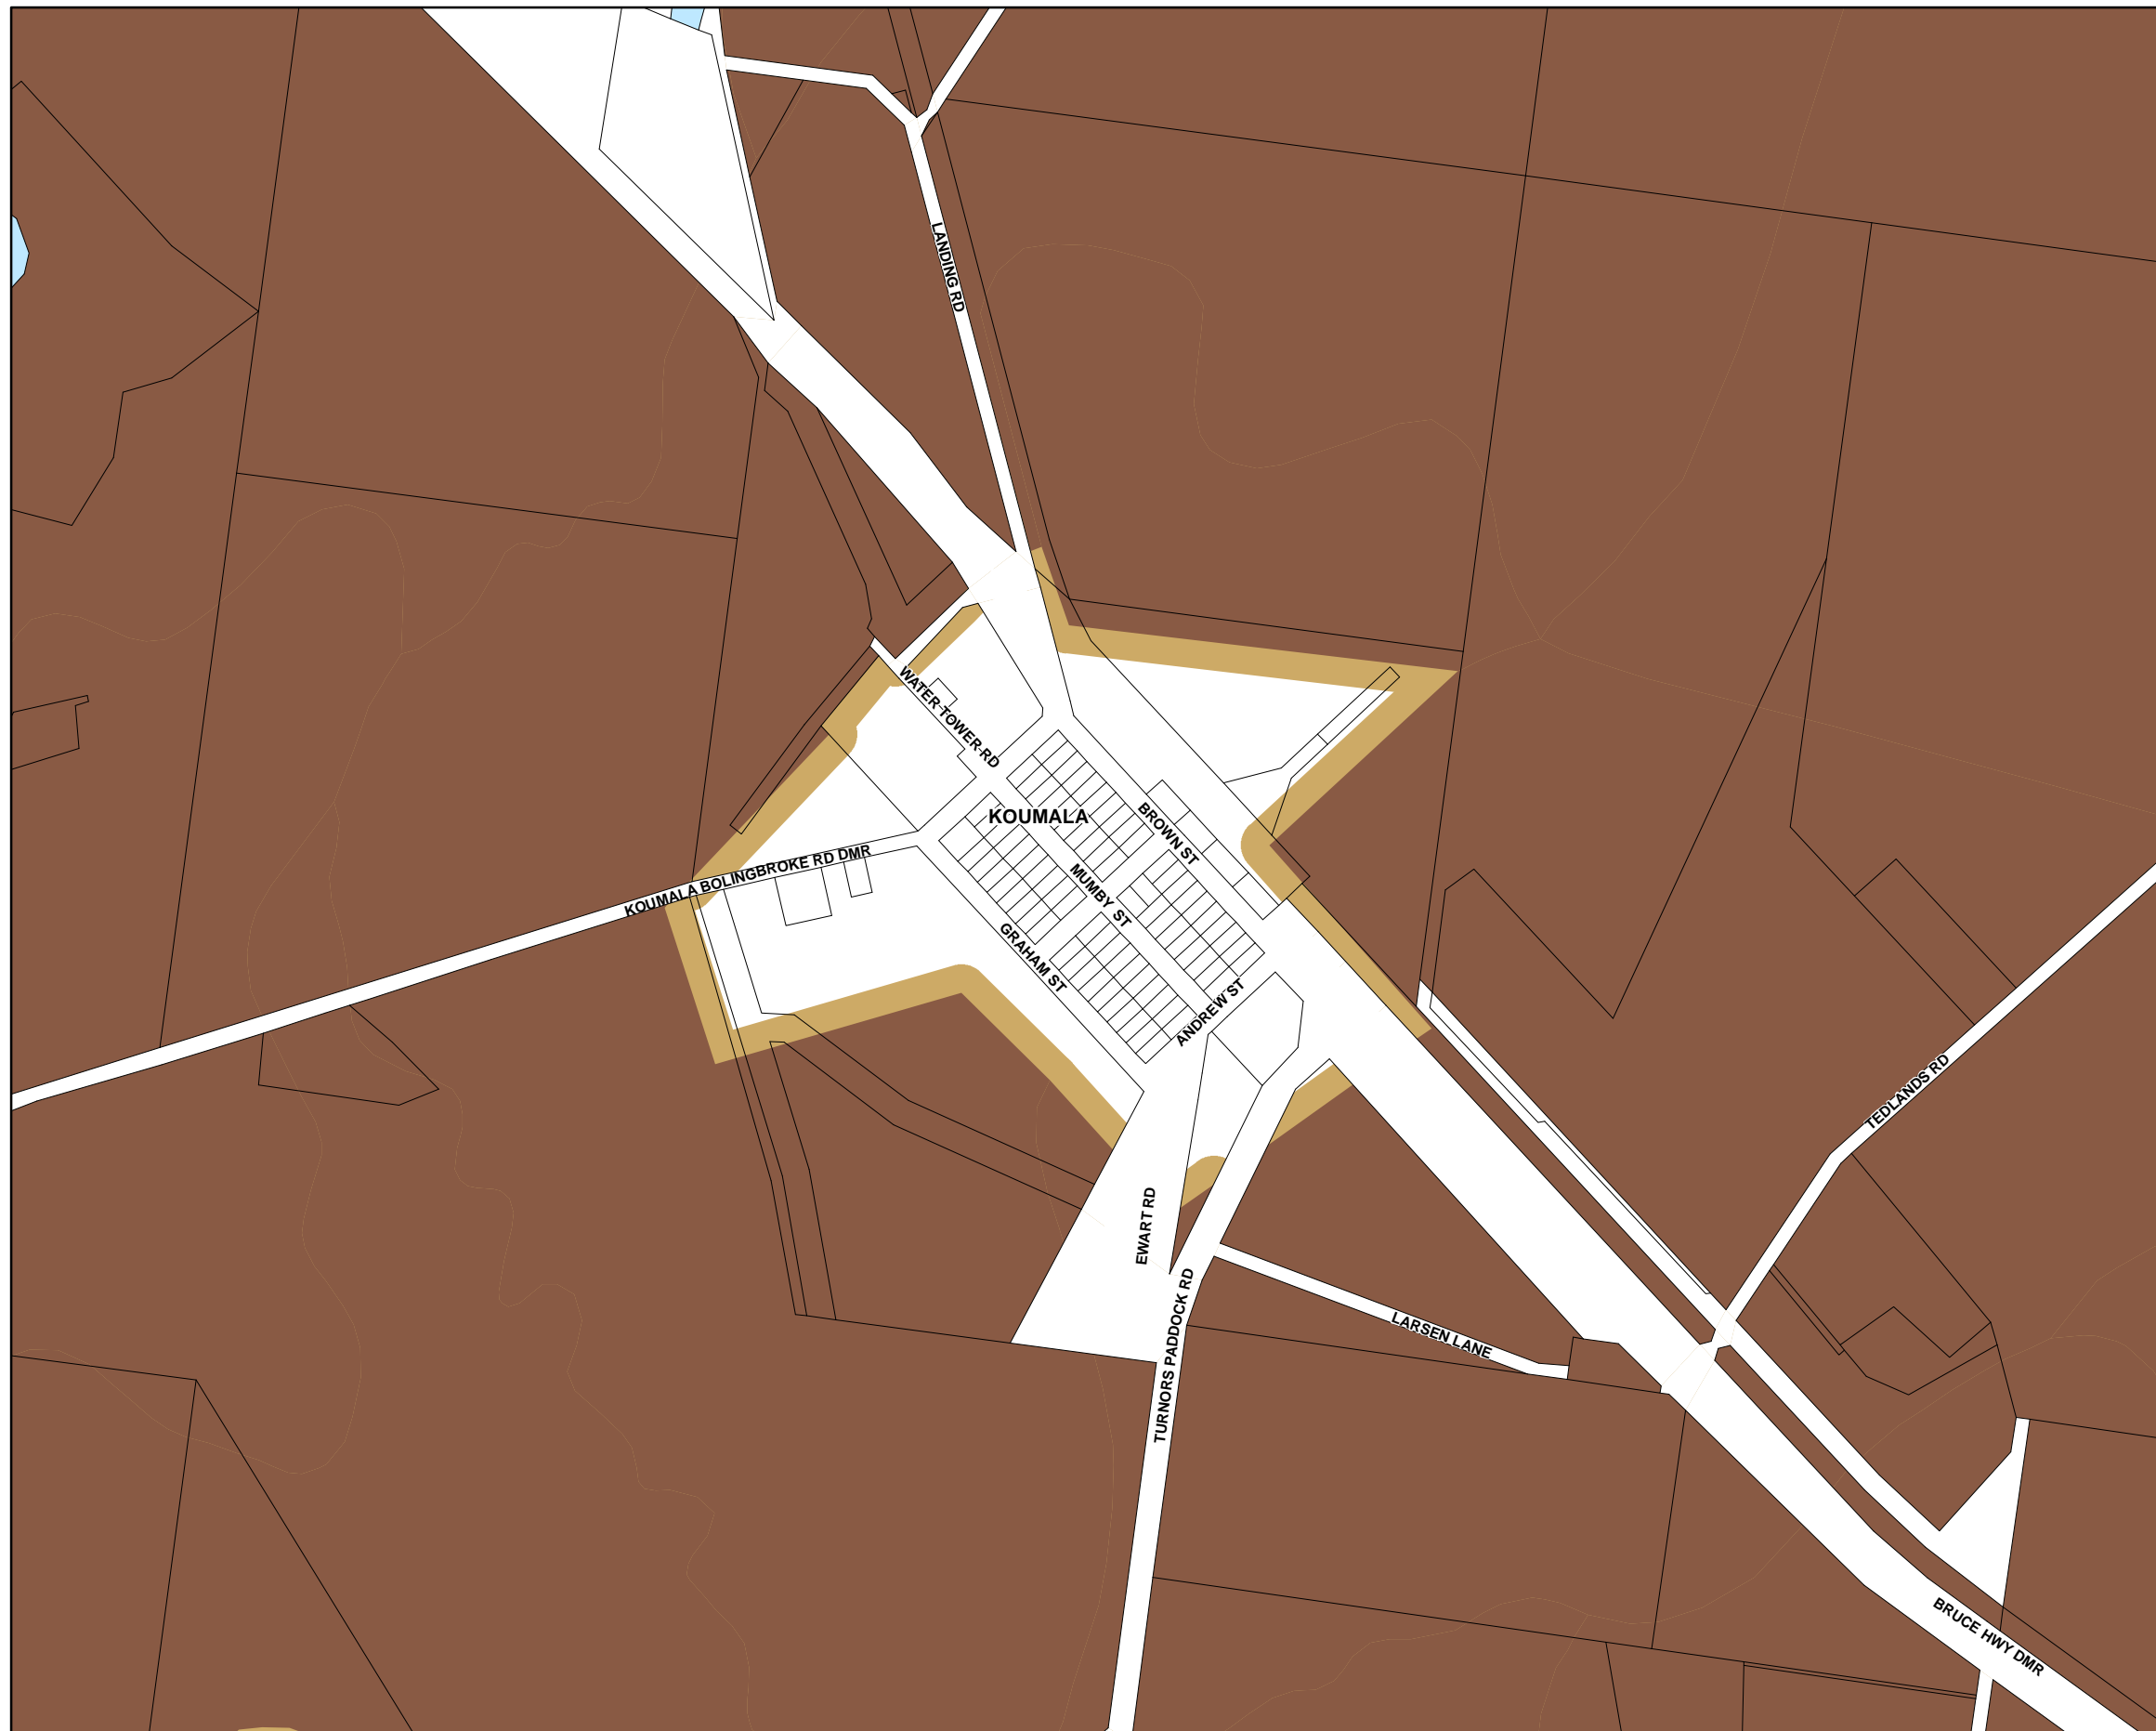 LANDING RD
WATER TOWER RD
KOUMALA
BROWN ST
KOUMALA BOLINGBROKE RD DMR
MUMBY ST
GRAHAM ST
ANDREW ST
TEDLANDS RD
EWART RD
LARSEN LANE
TURNORS PADDOCK RD
BRUCE HWY DMR